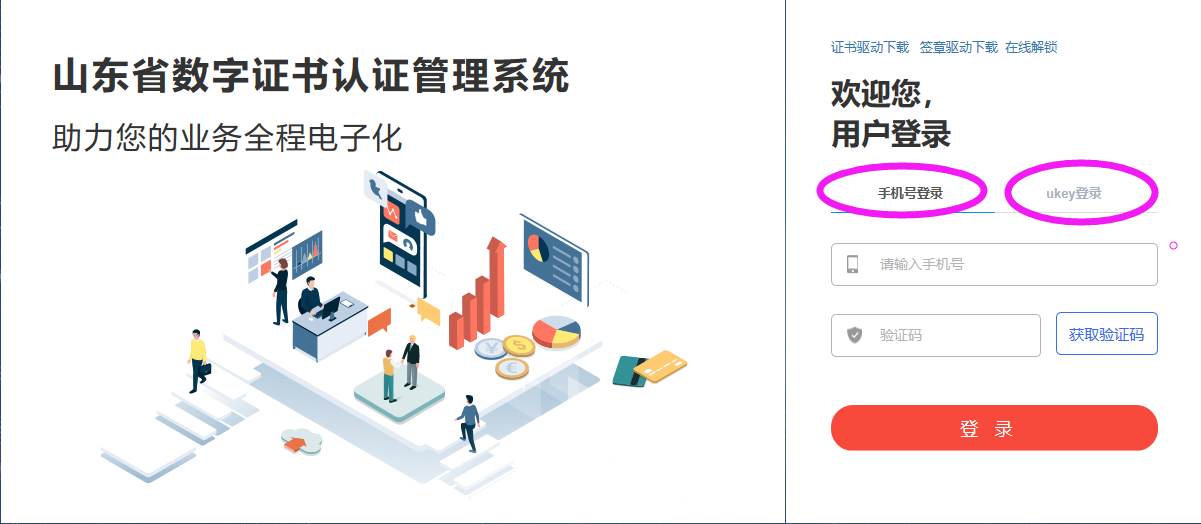 山东省数字证书认证管理系统
助力您的业务全程电子化
证书驱动下载 签章驱动下载 在线解锁
欢迎您，
用户登录
手机号登录 ukey登录
请输入手机号
验证码 获取验证码
登 录